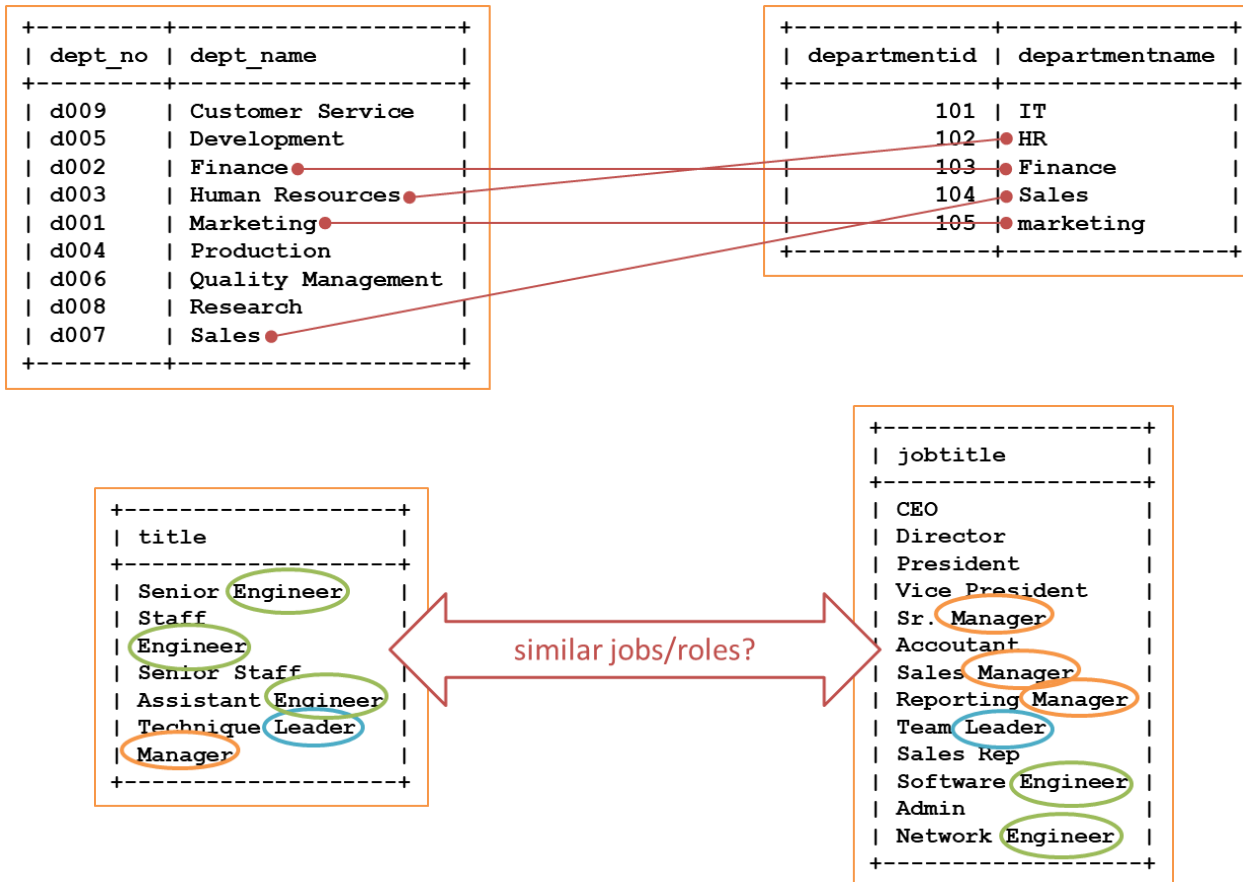 dept_no | dept_name
d009 | Customer Service
d005 | Development
d002 | Finance
d003 | Human Resources
d001 | Marketing
d004 | Production
d006 | Quality Management
d008 | Research
d007 | Sales
departmentid | departmentname
101 | IT
102 | HR
103 | Finance
104 | Sales
105 | marketing
title
Senior Engineer
Staff
Engineer
Senior Staff
Assistant Engineer
Technique Leader
Manager
similar jobs/roles?
jobtitle
CEO
Director
President
Vice President
Sr. Manager
Accoutant
Sales Manager
Reporting Manager
Team Leader
Sales Rep
Software Engineer
Admin
Network Engineer